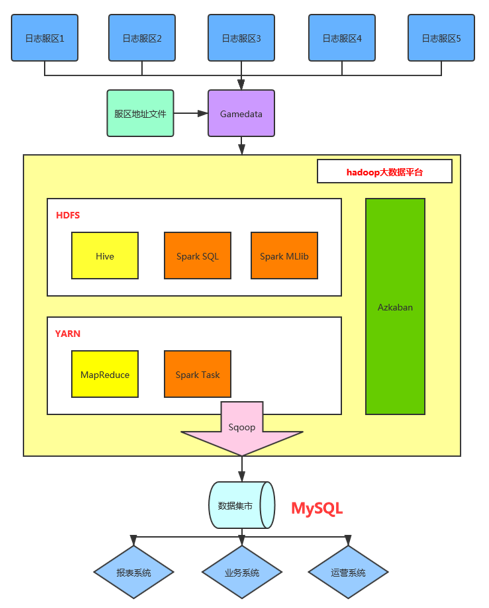 日志服区1
日志服区2
日志服区3
日志服区4
日志服区5
服区地址文件
Gamedata
hadoop大数据平台
HDFS
Hive
Spark SQL
Spark MLlib
Azkaban
YARN
MapReduce
Spark Task
Sqoop
数据集市
MySQL
报表系统
业务系统
运营系统